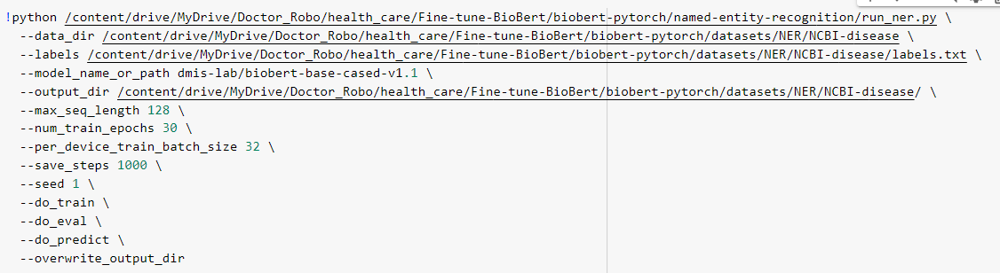 !python /content/drive/MyDrive/Doctor_Robo/health_care/Fine-tune-BioBert/biobert-pytorch/named-entity-recognition/run_ner.py \
--data_dir /content/drive/MyDrive/Doctor_Robo/health_care/Fine-tune-BioBert/biobert-pytorch/datasets/NER/NCBI-disease \
--labels /content/drive/MyDrive/Doctor_Robo/health_care/Fine-tune-BioBert/biobert-pytorch/datasets/NER/NCBI-disease/labels.txt \
--model_name_or_path dmis-lab/biobert-base-cased-v1.1 \
--output_dir /content/drive/MyDrive/Doctor_Robo/health_care/Fine-tune-BioBert/biobert-pytorch/datasets/NER/NCBI-disease/ \
--max_seq_length 128 \
--num_train_epochs 30 \
--per_device_train_batch_size 32 \
--save_steps 1000 \
--seed 1 \
--do_train \
--do_eval \
--do_predict \
--overwrite_output_dir